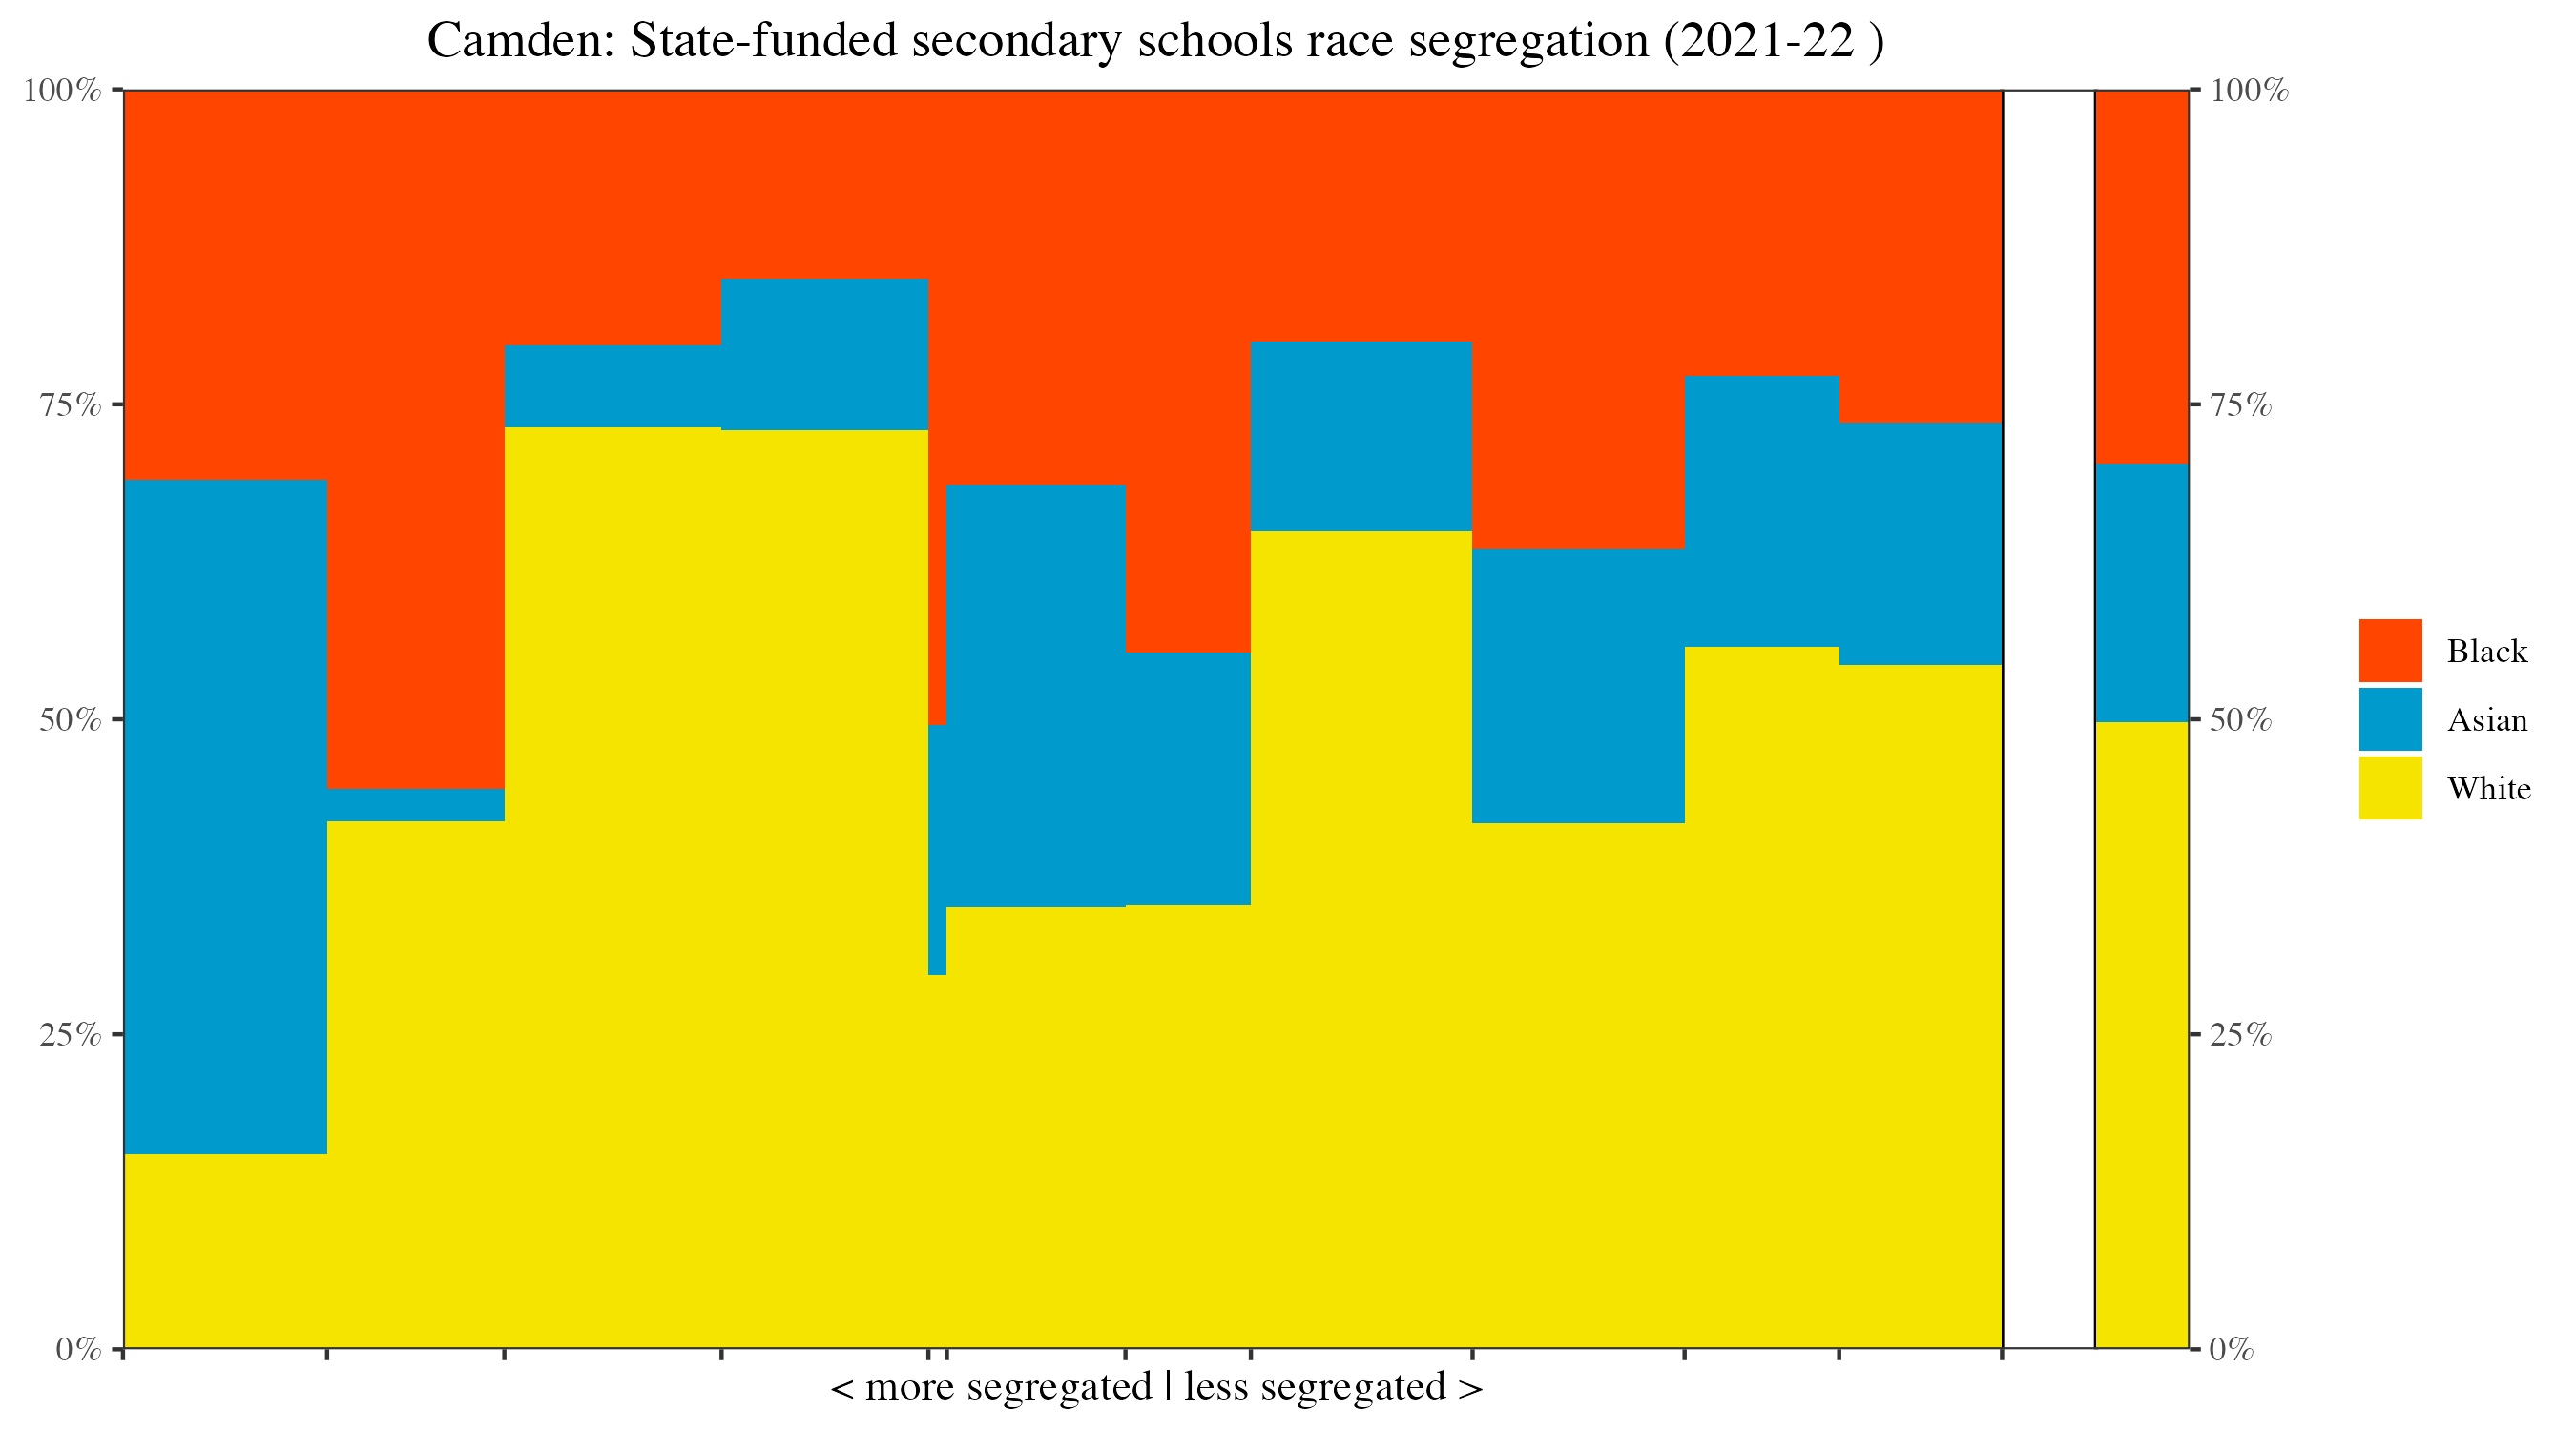 Camden: State-funded secondary schools race segregation (2021-22 )
100%
75%
50%
25%
0%
100%
75%
50%
25%
0%
Black
Asian
White
< more segregated | less segregated >